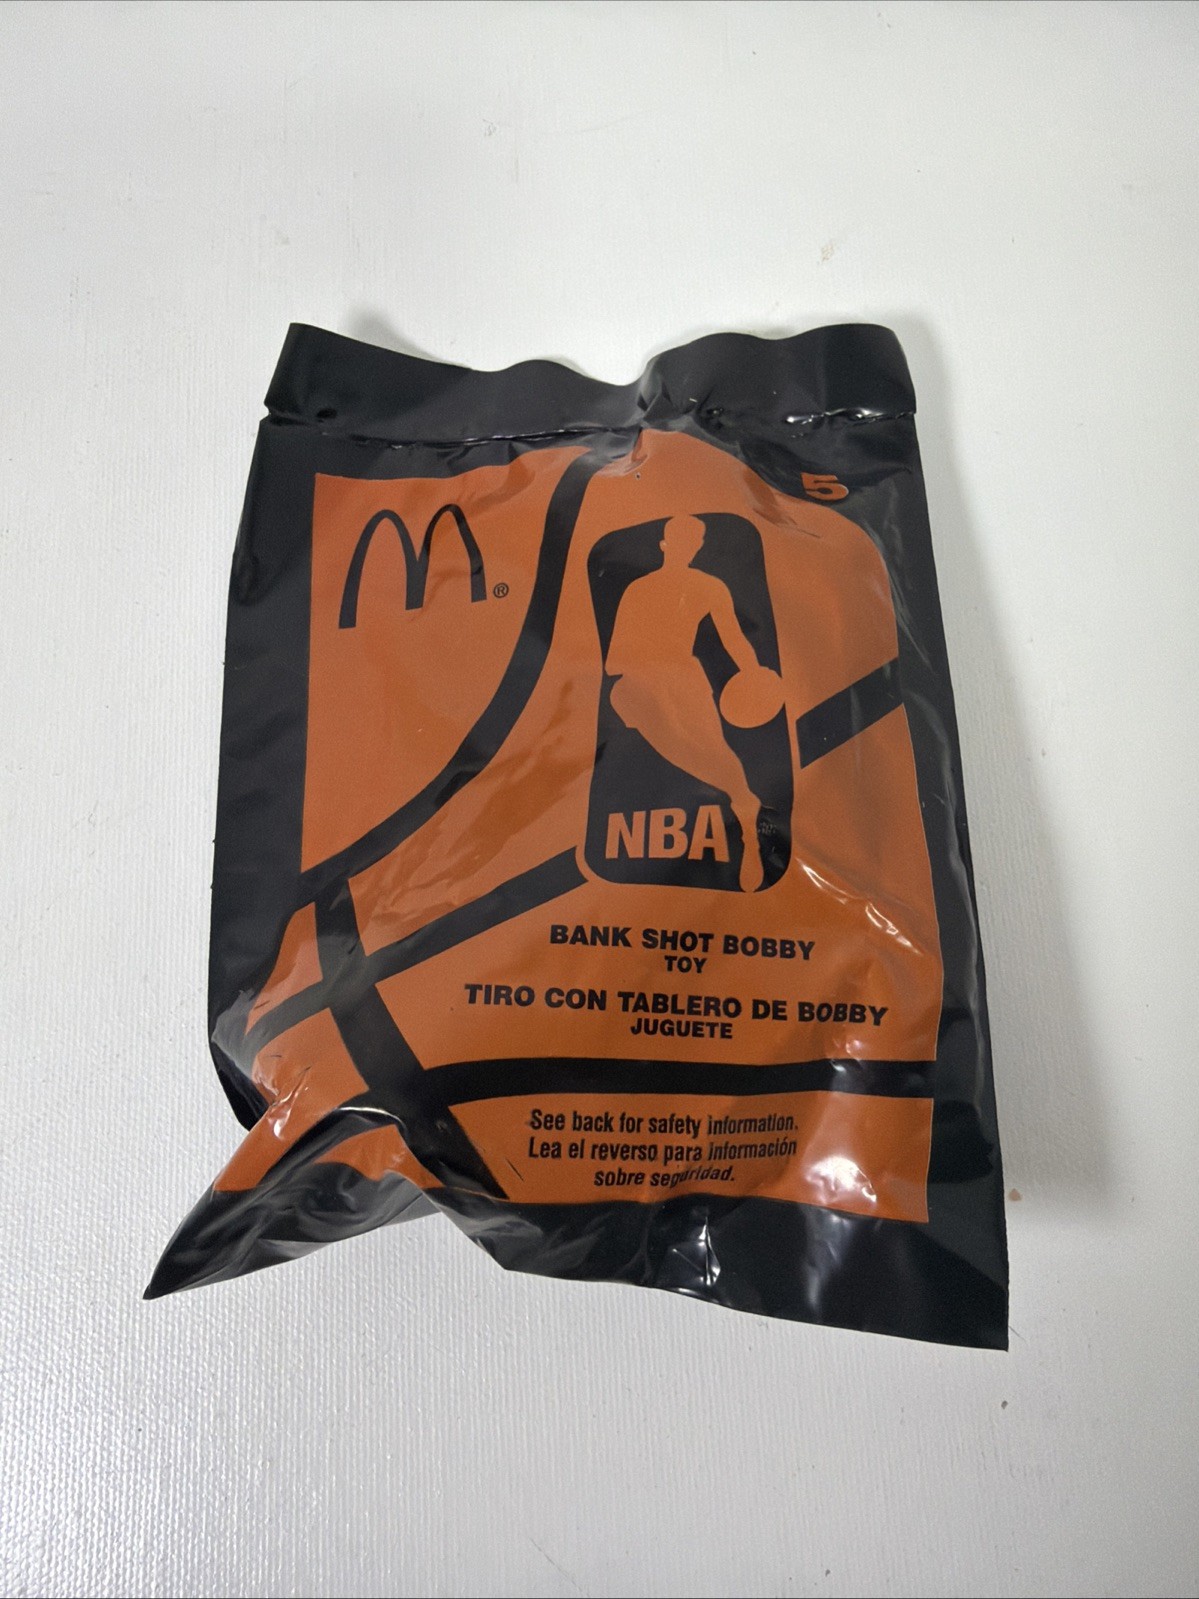 5
M®
NBA
BANK SHOT BOBBY
TOY
TIRO CON TABLERO DE BOBBY
JUGUETE
See back for safety information.
Lea el reverso para información
sobre seguridad.